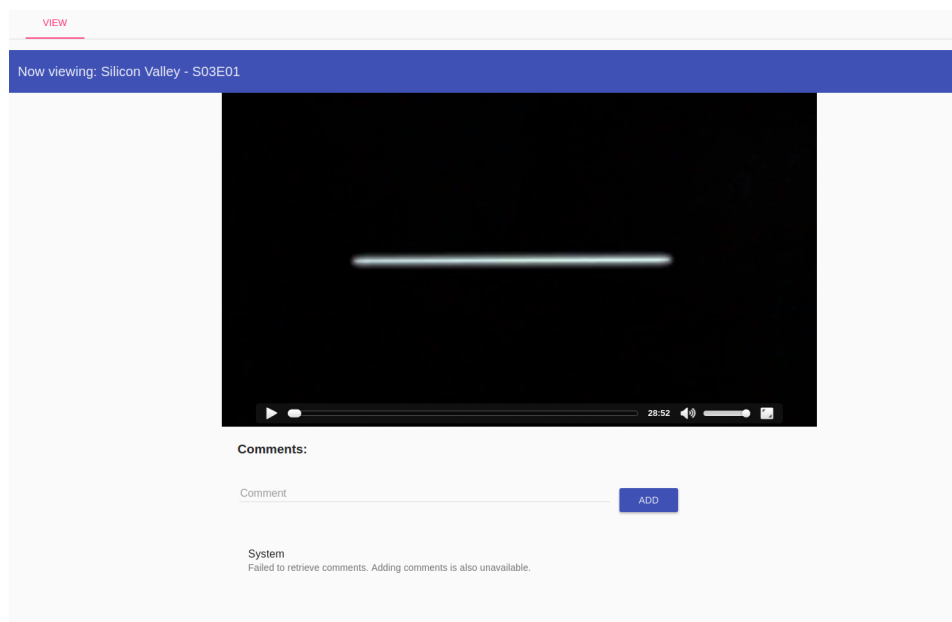 VIEW
Now viewing: Silicon Valley - S03E01
28:52
Comments:
Comment
ADD
System
Failed to retrieve comments. Adding comments is also unavailable.